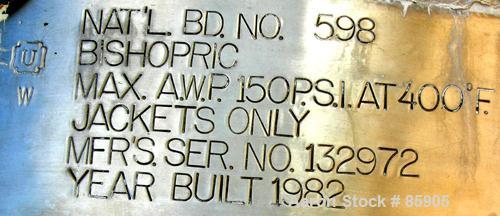 NAT'L. BD. NO. 598
U
BISHOPRIC
W
MAX. A.W.P. 150 P.S.I. AT 400°F.
JACKETS ONLY
MFR'S. SER. NO. 132972
YEAR BUILT 1982
Stock # 85905